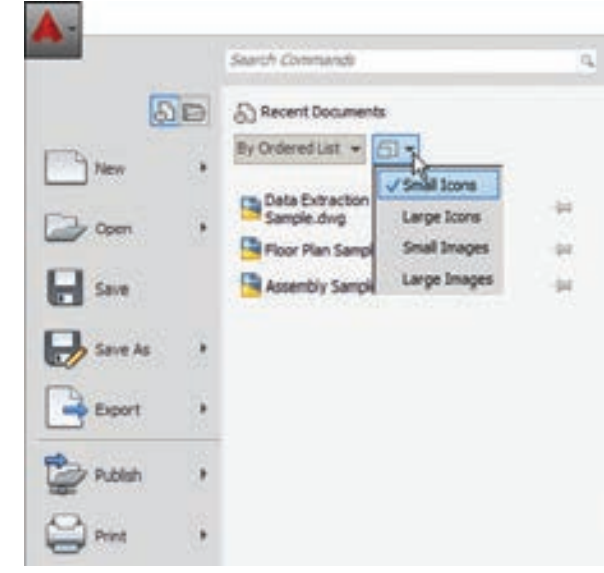 Search Commands
Recent Documents
By Ordered List
Small Icons
Large Icons
Small Images
Large Images
Data Extraction
Sample.dwg
Floor Plan Sampl
Assembly Sample
New
Open
Save
Save As
Export
Publish
Print